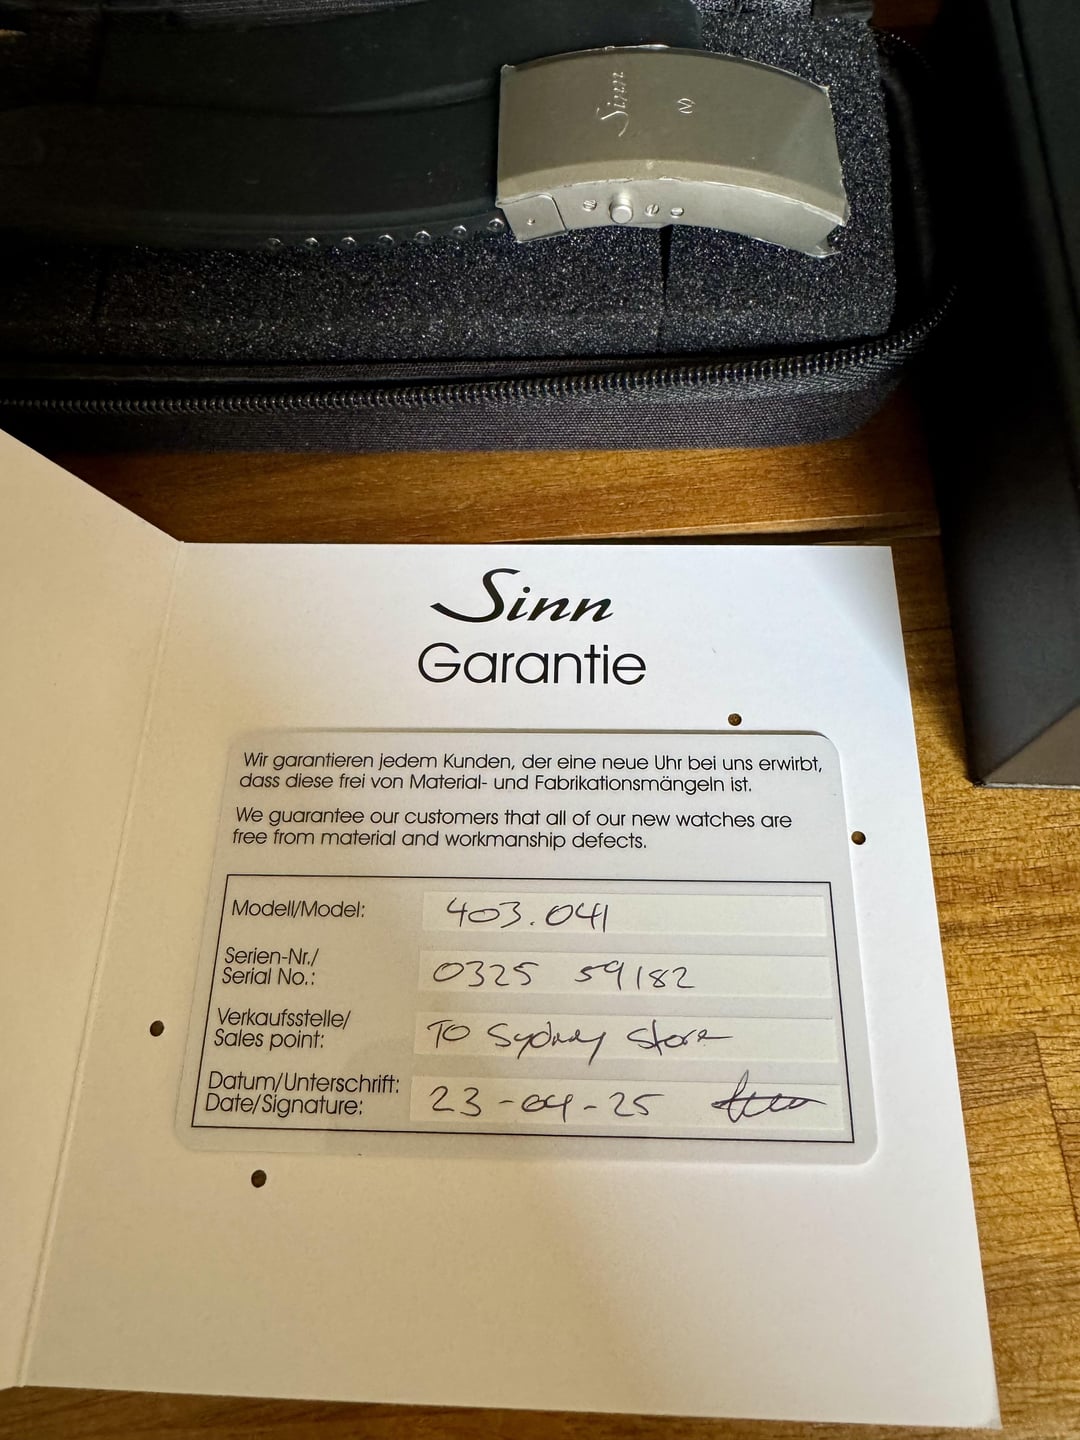 Sinn
Sinn
Garantie
Wir garantieren jedem Kunden, der eine neue Uhr bei uns erwirbt,
dass diese frei von Material- und Fabrikationsmängeln ist.
We guarantee our customers that all of our new watches are
free from material and workmanship defects.
Modell/Model: 403.041
Serien-Nr./
Serial No.: 0325 59182
Verkaufsstelle/
Sales point: TO Sydney Store
Datum/Unterschrift:
Date/Signature: 23-04-25